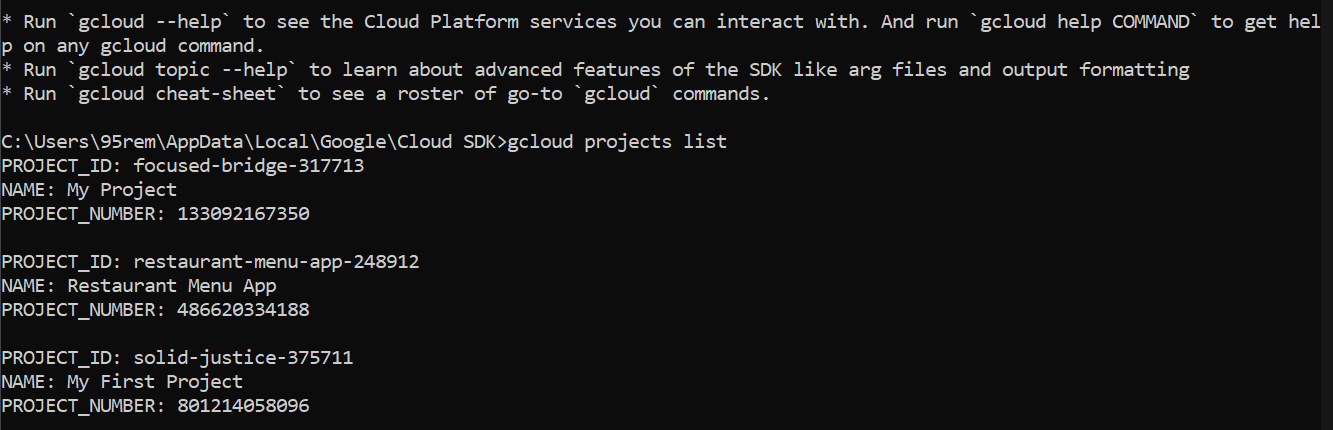 * Run `gcloud --help` to see the Cloud Platform services you can interact with. And run `gcloud help COMMAND` to get hel
p on any gcloud command.
* Run `gcloud topic --help` to learn about advanced features of the SDK like arg files and output formatting
* Run `gcloud cheat-sheet` to see a roster of go-to `gcloud` commands.
C:\Users\95rem\AppData\Local\Google\Cloud SDK>gcloud projects list
PROJECT_ID: focused-bridge-317713
NAME: My Project
PROJECT_NUMBER: 133092167350
PROJECT_ID: restaurant-menu-app-248912
NAME: Restaurant Menu App
PROJECT_NUMBER: 486620334188
PROJECT_ID: solid-justice-375711
NAME: My First Project
PROJECT_NUMBER: 801214058096